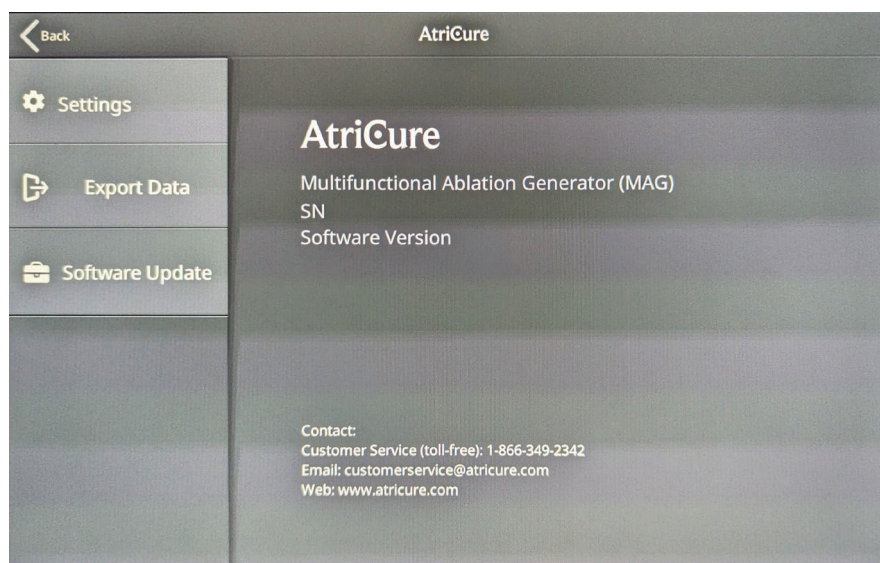 Back
AtriCure
Settings
Export Data
Software Update
AtriCure
Multifunctional Ablation Generator (MAG)
SN
Software Version
Contact:
Customer Service (toll-free): 1-866-349-2342
Email: customerservice@atricure.com
Web: www.atricure.com